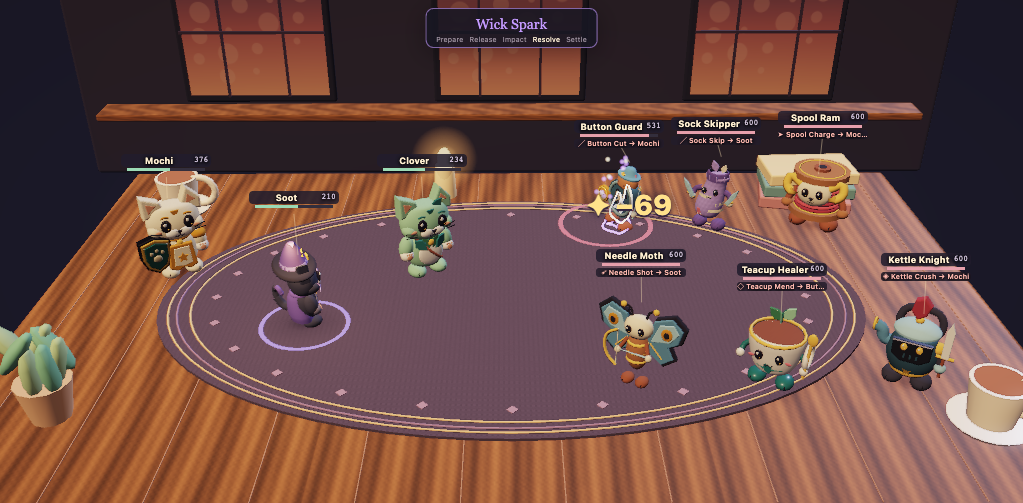 Wick Spark
Prepare Release Impact Resolve Settle
Button Guard 531
Button Cut → Mochi
Sock Skipper 600
Sock Skip → Soot
Spool Ram 600
Spool Charge → Moc...
Mochi 376
Clover 234
Soot 210
-69
Needle Moth 600
Needle Shot → Soot
Teacup Healer 600
Teacup Mend → But...
Kettle Knight 600
Kettle Crush → Mochi